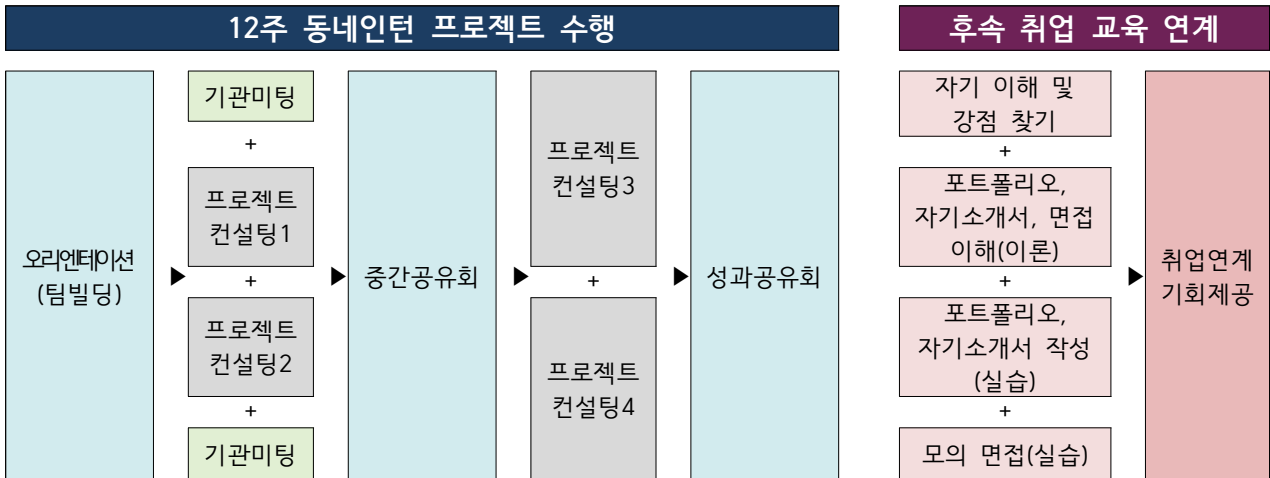 12주 동네인턴 프로젝트 수행
오리엔테이션
(팀빌딩)
▶
기관미팅
+
프로젝트
컨설팅1
+
프로젝트
컨설팅2
+
기관미팅
▶
중간공유회
▶
프로젝트
컨설팅3
+
프로젝트
컨설팅4
▶
성과공유회
후속 취업 교육 연계
자기 이해 및
강점 찾기
+
포트폴리오,
자기소개서, 면접
이해(이론)
+
포트폴리오,
자기소개서 작성
(실습)
+
모의 면접(실습)
▶
취업연계
기회제공